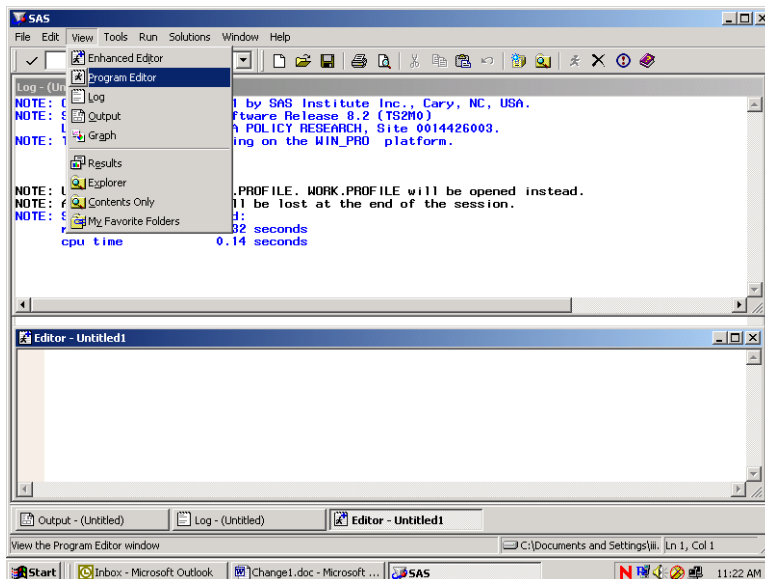 SAS
File Edit View Tools Run Solutions Window Help
Enhanced Editor
Program Editor
Log
Output
Graph
Results
Explorer
Contents Only
My Favorite Folders
Log - (Un
NOTE: 1 by SAS Institute Inc., Cary, NC, USA.
NOTE: S ftware Release 8.2 (TS2M0)
L A POLICY RESEARCH, Site 0014426003.
NOTE: T ing on the WIN_PRO platform.
NOTE: U .PROFILE. WORK.PROFILE will be opened instead.
NOTE: A ll be lost at the end of the session.
NOTE: S d:
r 32 seconds
cpu time 0.14 seconds
Editor - Untitled1
Output - (Untitled) Log - (Untitled) Editor - Untitled1
View the Program Editor window C:\Documents and Settings\iii. Ln 1, Col 1
Start Inbox - Microsoft Outlook Change1.doc - Microsoft ... SAS N 11:22 AM